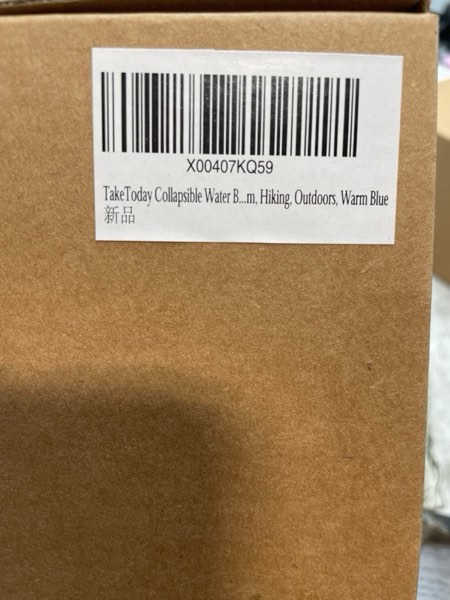 X00407KQ59
TakeToday Collapsible Water B...m, Hiking, Outdoors, Warm Blue
新品